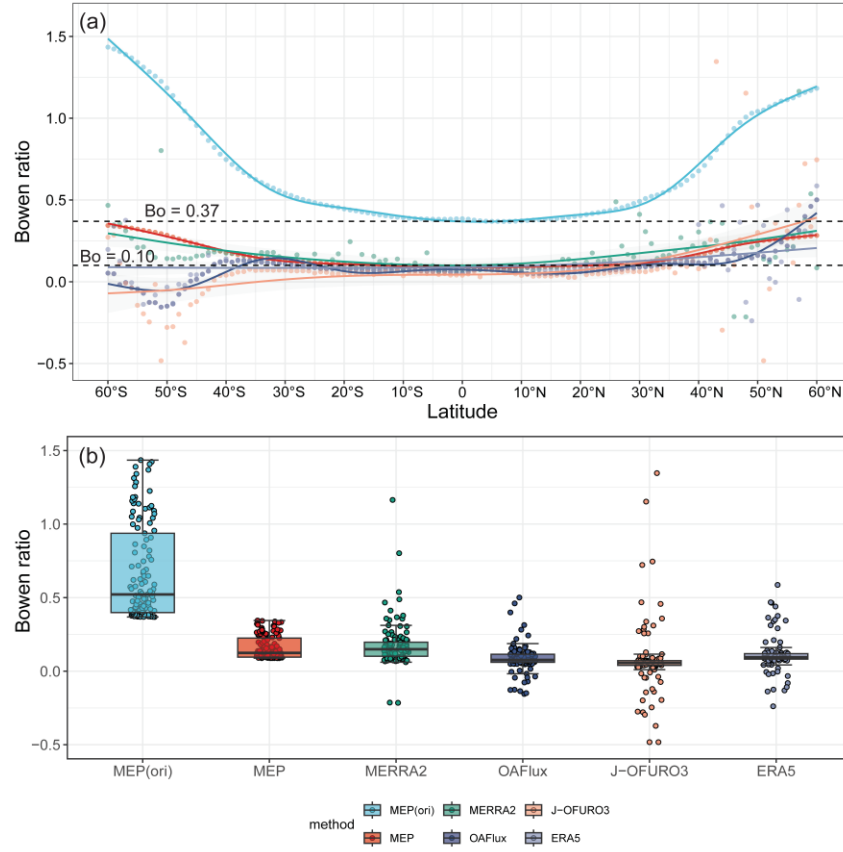 (a)
1.5
1.0
0.5
0.0
−0.5
Bowen ratio
Bo = 0.37
Bo = 0.10
60°S 50°S 40°S 30°S 20°S 10°S 0 10°N 20°N 30°N 40°N 50°N 60°N
Latitude
(b)
1.5
1.0
0.5
0.0
−0.5
Bowen ratio
MEP(ori) MEP MERRA2 OAFlux J−OFURO3 ERA5
method
MEP(ori) MERRA2 J−OFURO3
MEP OAFlux ERA5